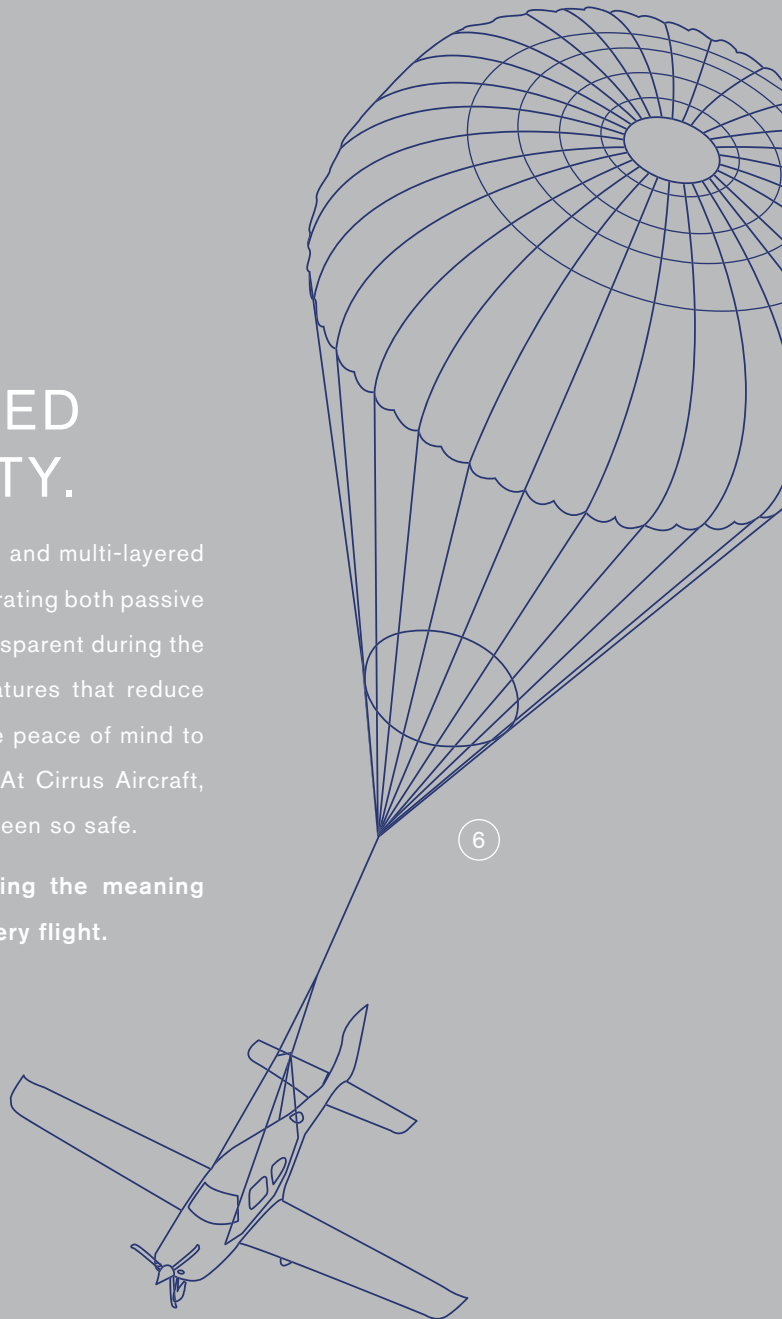 ED
TY.
and multi-layered
rating both passive
sparent during the
atures that reduce
e peace of mind to
At Cirrus Aircraft,
een so safe.
ing the meaning
ery flight.
6